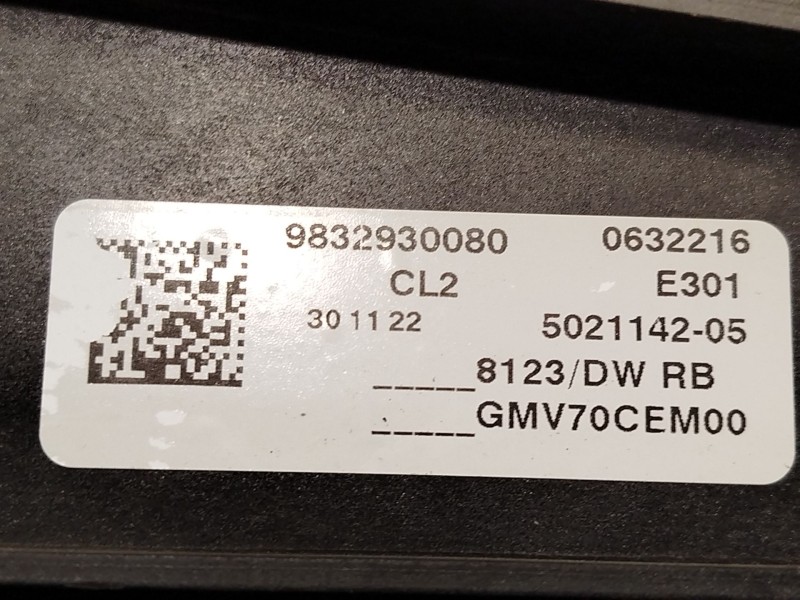 9832930080 0632216
CL2 E301
30 11 22 5021142-05
_____8123/DW RB
_____GMV70CEM00